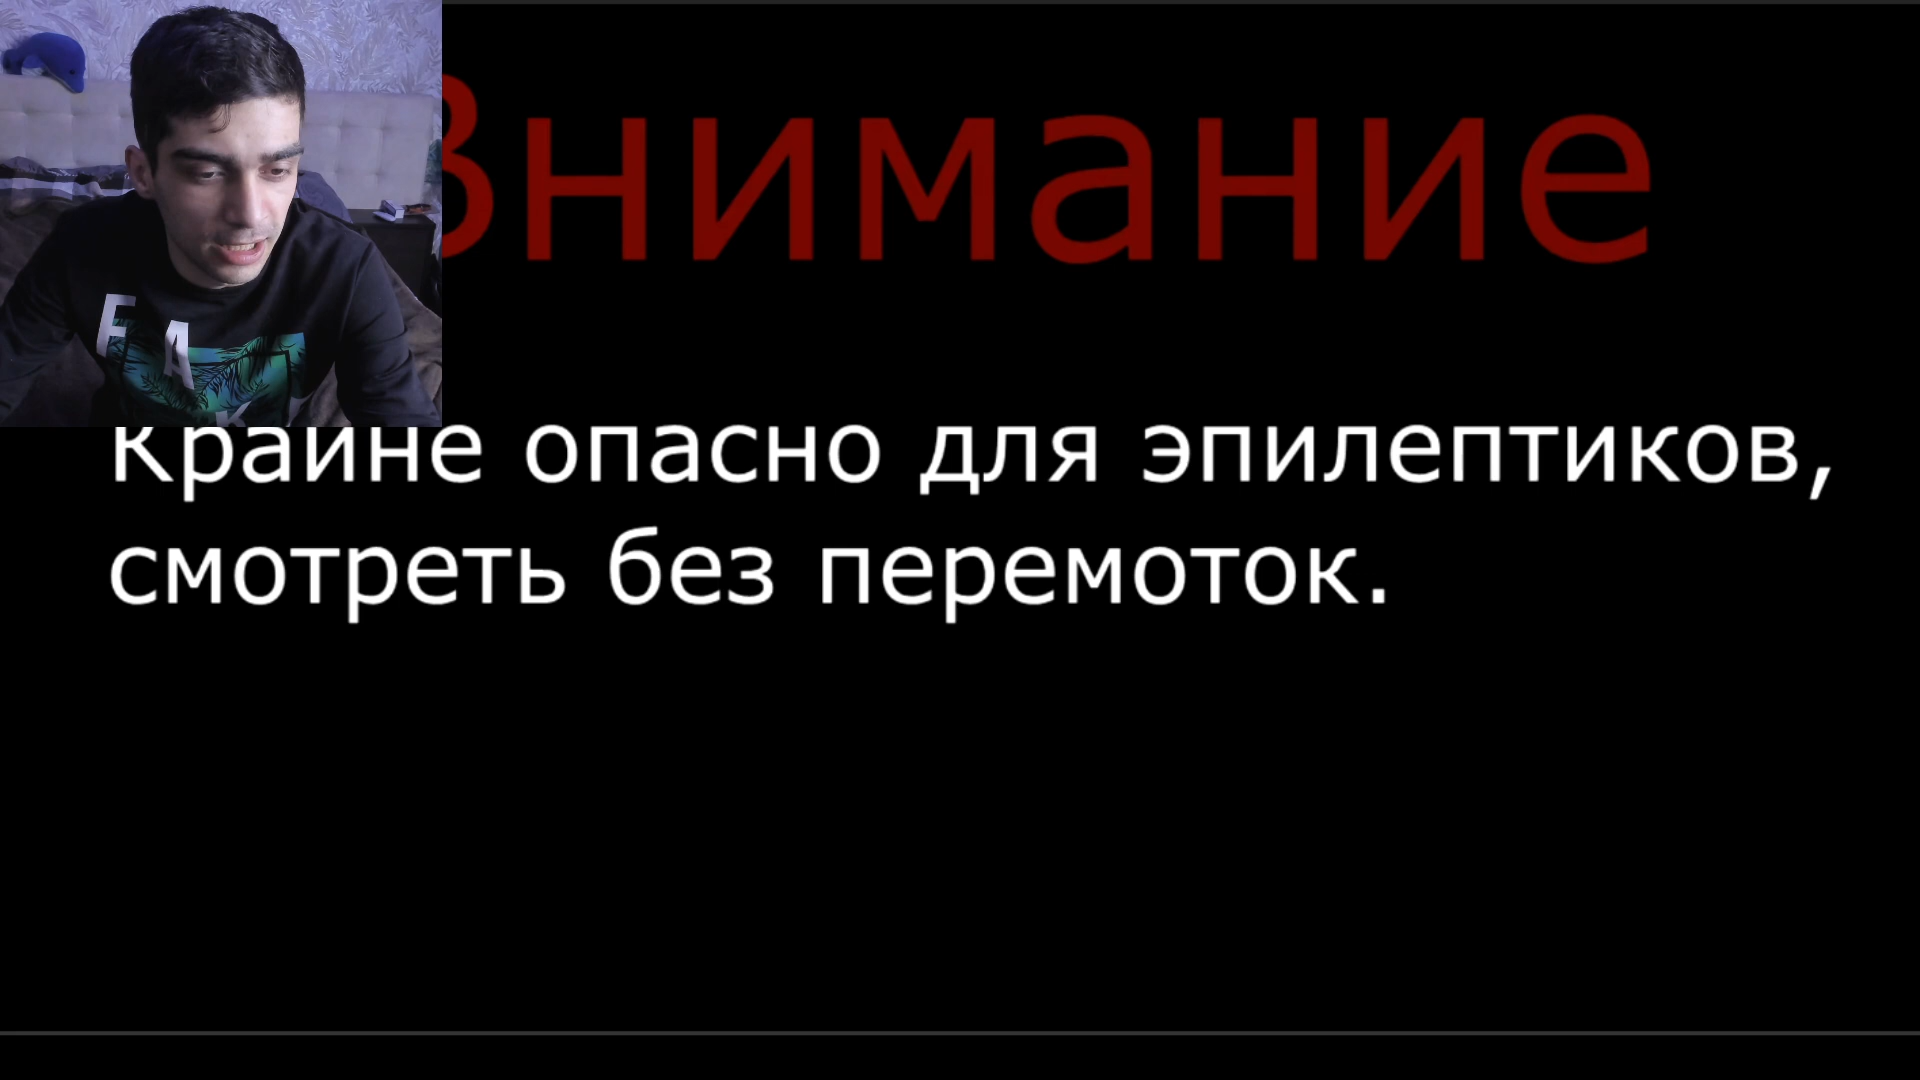 Внимание
Крайне опасно для эпилептиков,
смотреть без перемоток.
F
A
K